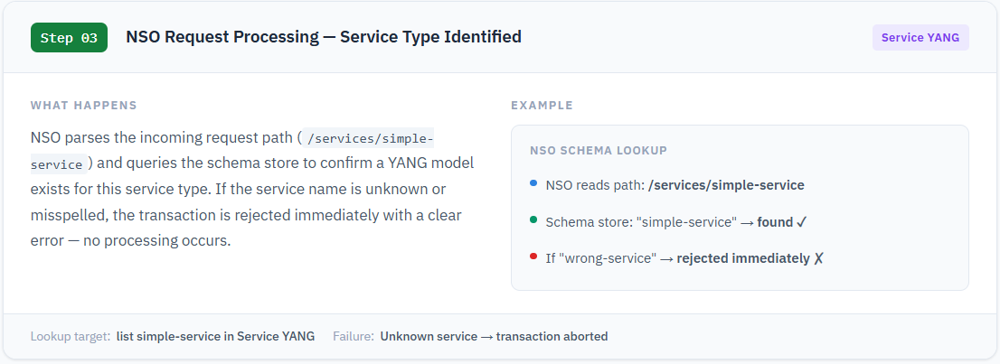 Step 03
NSO Request Processing — Service Type Identified
Service YANG
WHAT HAPPENS
NSO parses the incoming request path ( /services/simple-
service ) and queries the schema store to confirm a YANG model
exists for this service type. If the service name is unknown or
misspelled, the transaction is rejected immediately with a clear
error — no processing occurs.
EXAMPLE
NSO SCHEMA LOOKUP
NSO reads path: /services/simple-service
Schema store: "simple-service" → found ✓
If "wrong-service" → rejected immediately ✗
Lookup target: list simple-service in Service YANG Failure: Unknown service → transaction aborted